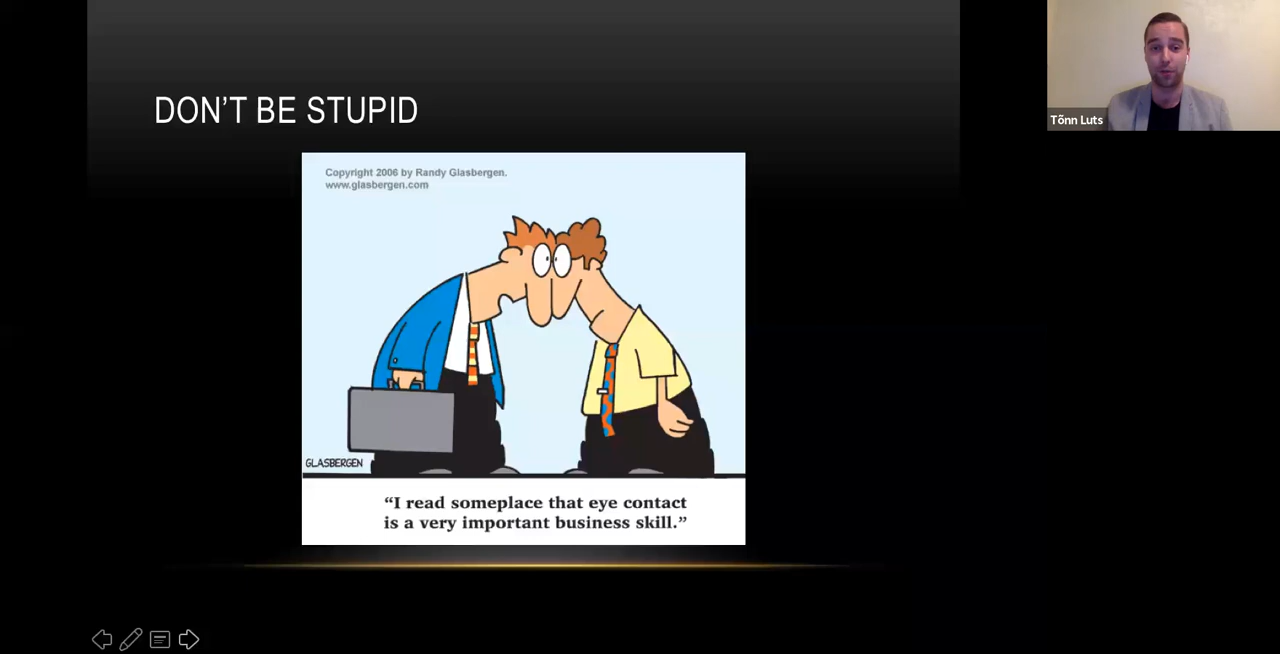 DON'T BE STUPID
Copyright 2006 by Randy Glasbergen.
www.glasbergen.com
GLASBERGEN
“I read someplace that eye contact
is a very important business skill.”
Tõnn Luts